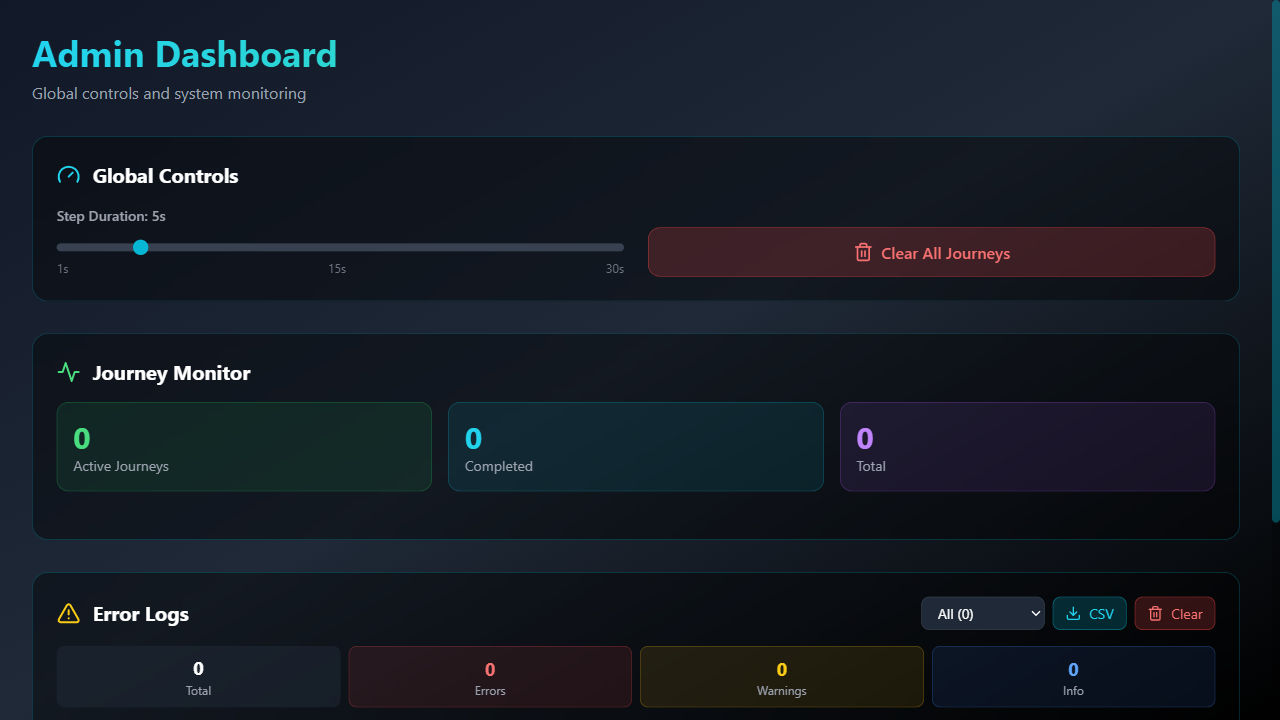 Admin Dashboard
Global controls and system monitoring
Global Controls
Step Duration: 5s
1s 15s 30s
Clear All Journeys
Journey Monitor
0 0 0
Active Journeys Completed Total
Error Logs All (0) CSV Clear
0 0 0 0
Total Errors Warnings Info